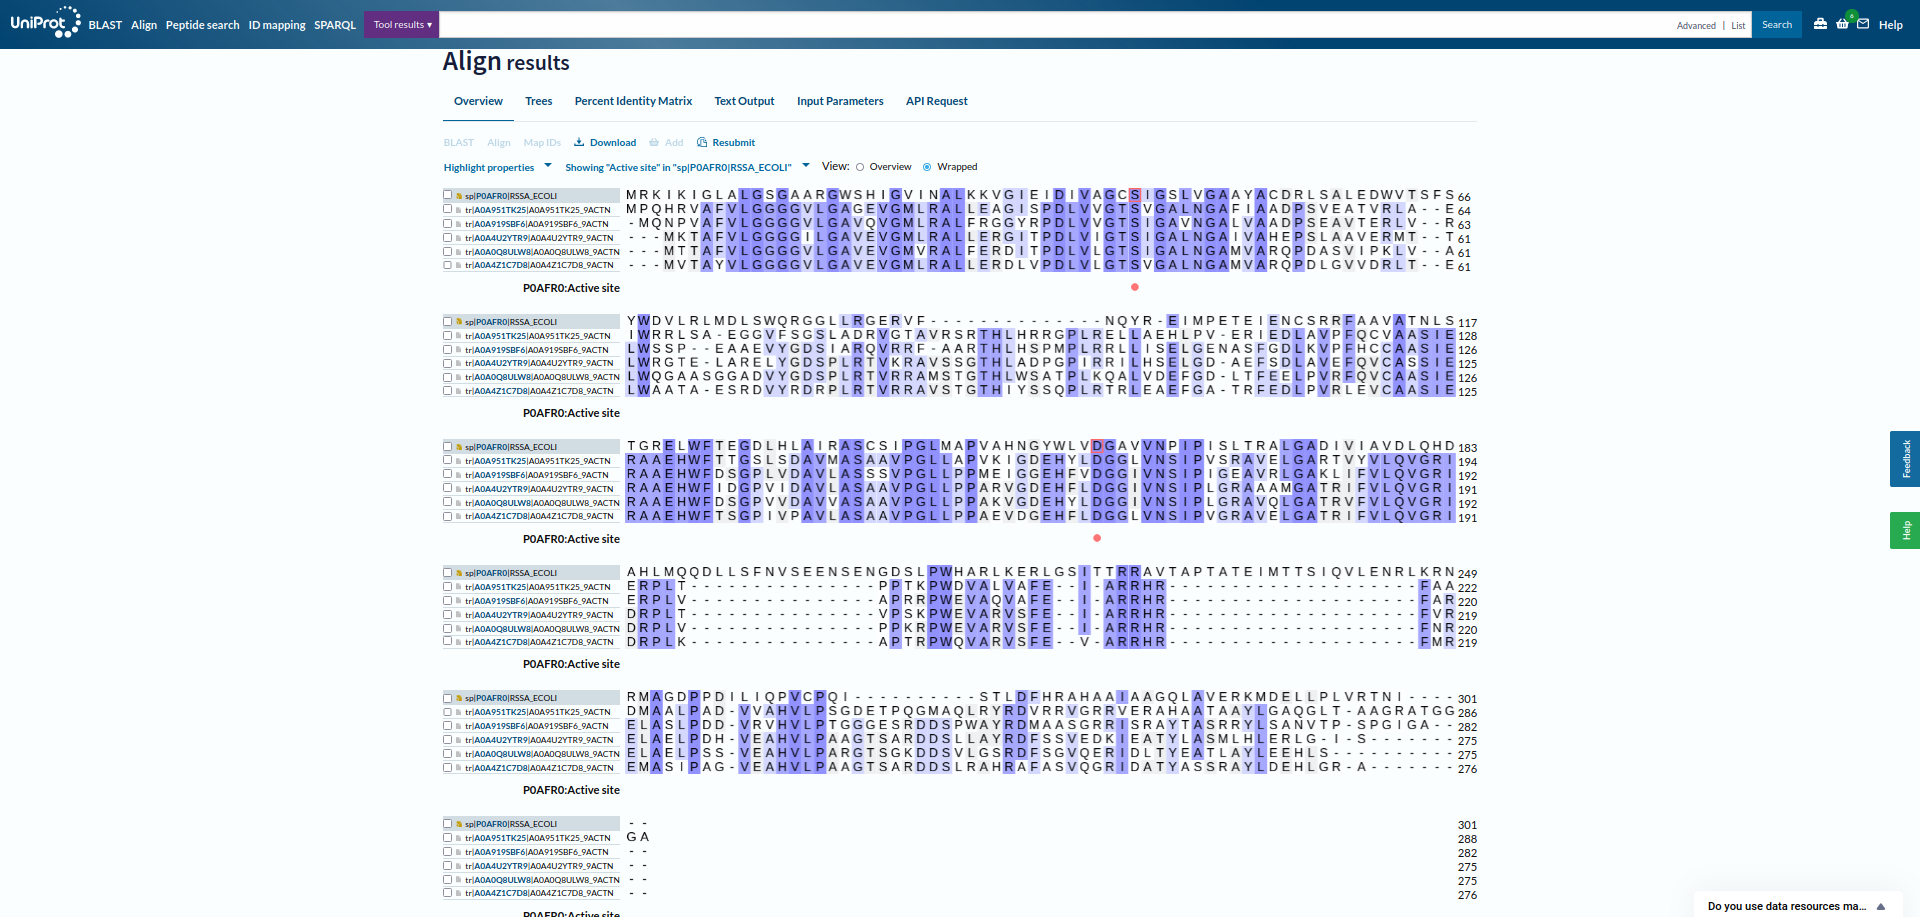 UniProt BLAST Align Peptide search ID mapping SPARQL Tool results ▾ Advanced | List Search 6 Help
Align results
Overview Trees Percent Identity Matrix Text Output Input Parameters API Request
BLAST Align Map IDs Download Add Resubmit
Highlight properties Showing "Active site" in "sp|P0AFR0|RSSA_ECOLI" View: Overview Wrapped
sp|P0AFR0|RSSA_ECOLI MRKIKIGLALGSGAARGWSHIGVINALKKVGIEIDIVAGCSIGSLVGAAYACDRLSALEDWVTSFS 66
tr|A0A951TK25|A0A951TK25_9ACTN MPQHRVAFVLGGGGVLGAGEVGMLRALLEAGISPDLVVGTSVGALNGAFIAADPSVEATVRLA--E 64
tr|A0A919SBF6|A0A919SBF6_9ACTN -MQNPVAFVLGGGGVLGAVQVGMLRALFRGGYRPDLVVGTSIGAVNGALVAADPSEAVTERLV--R 63
tr|A0A4U2YTR9|A0A4U2YTR9_9ACTN ---MKTAFVLGGGGILGAVEVGMLRALLERGITPDLVIGTSIGALNGAIVAHEPSLAAVERMT--T 61
tr|A0A0Q8ULW8|A0A0Q8ULW8_9ACTN ---MTTAFVLGGGGVLGAVEVGMVRALFERDITPDLVLGTSIGALNGAMVARQPDASVIPKLV--A 61
tr|A0A4Z1C7D8|A0A4Z1C7D8_9ACTN ---MVTAYVLGGGGVLGAVEVGMLRALLERDLVPDLVLGTSVGALNGAMVARQPDLGVVDRLT--E 61
P0AFR0:Active site
sp|P0AFR0|RSSA_ECOLI YWDVLRLMDLSWQRGGLLRGERVF--------------NQYR-EIMPETEIENCSRRFAAVATNLS 117
tr|A0A951TK25|A0A951TK25_9ACTN IWRRLSA-EGGVFSGSLADRVGTAVRSRTHLHRRGPLRELLAEHLPV-ERIEDLAVPFQCVAASIE 128
tr|A0A919SBF6|A0A919SBF6_9ACTN LWSSP--EAAEVYGDSIARQVRRF-AARTHLHSPMPLRRLLISELGENASFGDLKVPFHCCAASIE 126
tr|A0A4U2YTR9|A0A4U2YTR9_9ACTN LWRGTE-LARELYGDSPLRTVKRAVSSGTHLADPGPIRRILHSELGD-AEFSDLAVEFQVCASSIE 125
tr|A0A0Q8ULW8|A0A0Q8ULW8_9ACTN LWQGAASGGADVYGDSPLRTVRRAMSTGTHLWSATPLKQALVDEFGD-LTFEELPVRFQVCAASIE 126
tr|A0A4Z1C7D8|A0A4Z1C7D8_9ACTN LWAATA-ESRDVYRDRPLRTVRRAVSTGTHIYSSQPLRTRLEAEFGA-TRFEDLPVRLEVCAASIE 125
P0AFR0:Active site
sp|P0AFR0|RSSA_ECOLI TGRELWFTEGDLHLAIRASCSIPGLMAPVAHNGYWLVDGAVVNPIPISLTRALGADIVIAVDLQHD 183
tr|A0A951TK25|A0A951TK25_9ACTN RAAEHWFTTGSLSDAVMASAAVPGLLAPVKIGDEHYLDGGLVNSIPVSRAVELGARTVYVLQVGRI 194
tr|A0A919SBF6|A0A919SBF6_9ACTN RAAEHWFDSGPLVDAVLASSSVPGLLPPMEIGGEHFVDGGIVNSIPIGEAVRLGAKLIFVLQVGRI 192
tr|A0A4U2YTR9|A0A4U2YTR9_9ACTN RAAEHWFIDGPVIDAVLASAAVPGLLPPARVGDEHFLDGGIVNSIPLGRAAAMGATRIFVLQVGRI 191
tr|A0A0Q8ULW8|A0A0Q8ULW8_9ACTN RAAEHWFDSGPVVDAVVASAAVPGLLPPAKVGDEHYLDGGIVNSIPLGRAVQLGATRVFVLQVGRI 192
tr|A0A4Z1C7D8|A0A4Z1C7D8_9ACTN RAAEHWFTSGPIVPAVLASAAVPGLLPPAEVDGEHFLDGGLVNSIPVGRAVELGATRIFVLQVGRI 191
P0AFR0:Active site
sp|P0AFR0|RSSA_ECOLI AHLMQQDLLSFNVSEENSENGDSLPWHARLKERLGSITTRRAVTAPTATEIMTTSIQVLENRLKRN 249
tr|A0A951TK25|A0A951TK25_9ACTN ERPLT---------------PPTKPWDVALVAFE--I-ARRHR--------------------FAA 222
tr|A0A919SBF6|A0A919SBF6_9ACTN ERPLV---------------APRRPWEVAQVAFE--I-ARRHR--------------------FAR 220
tr|A0A4U2YTR9|A0A4U2YTR9_9ACTN DRPLT---------------VPSKPWEVARVSFE--I-ARRHR--------------------FVR 219
tr|A0A0Q8ULW8|A0A0Q8ULW8_9ACTN DRPLV---------------PPKRPWEVARVSFE--I-ARRHR--------------------FNR 220
tr|A0A4Z1C7D8|A0A4Z1C7D8_9ACTN DRPLK---------------APTRPWQVARVSFE--V-ARRHR--------------------FMR 219
P0AFR0:Active site
sp|P0AFR0|RSSA_ECOLI RMAGDPPDILIQPVCPQI----------STLDFHRAHAAIAAGQLAVERKMDELLPLVRTNI---- 301
tr|A0A951TK25|A0A951TK25_9ACTN DMAALPAD-VVAHVLPSGDETPQGMAQLRYRDVRRVGRRVERAHAATAAYLGAQGLT-AAGRATGG 286
tr|A0A919SBF6|A0A919SBF6_9ACTN ELASLPDD-VRVHVLPTGGGESRDDSPWAYRDMAASGRRISRAYTASRRYLSANVTP-SPGIGA-- 282
tr|A0A4U2YTR9|A0A4U2YTR9_9ACTN ELAELPDH-VEAHVLPAAGTSARDDSLLAYRDFSSVEDKIEATYLASMLHLERLG-I-S------- 275
tr|A0A0Q8ULW8|A0A0Q8ULW8_9ACTN ELAELPSS-VEAHVLPARGTSGKDDSVLGSRDFSGVQERIDLTYEATLAYLEEHLS---------- 275
tr|A0A4Z1C7D8|A0A4Z1C7D8_9ACTN EMASIPAG-VEAHVLPAAGTSARDDSLRAHRAFASVQGRIDATYASSRAYLDEHLGR-A------- 276
P0AFR0:Active site
sp|P0AFR0|RSSA_ECOLI -- 301
tr|A0A951TK25|A0A951TK25_9ACTN GA 288
tr|A0A919SBF6|A0A919SBF6_9ACTN -- 282
tr|A0A4U2YTR9|A0A4U2YTR9_9ACTN -- 275
tr|A0A0Q8ULW8|A0A0Q8ULW8_9ACTN -- 275
tr|A0A4Z1C7D8|A0A4Z1C7D8_9ACTN -- 276
P0AFR0:Active site
Feedback
Help
Do you use data resources ma...